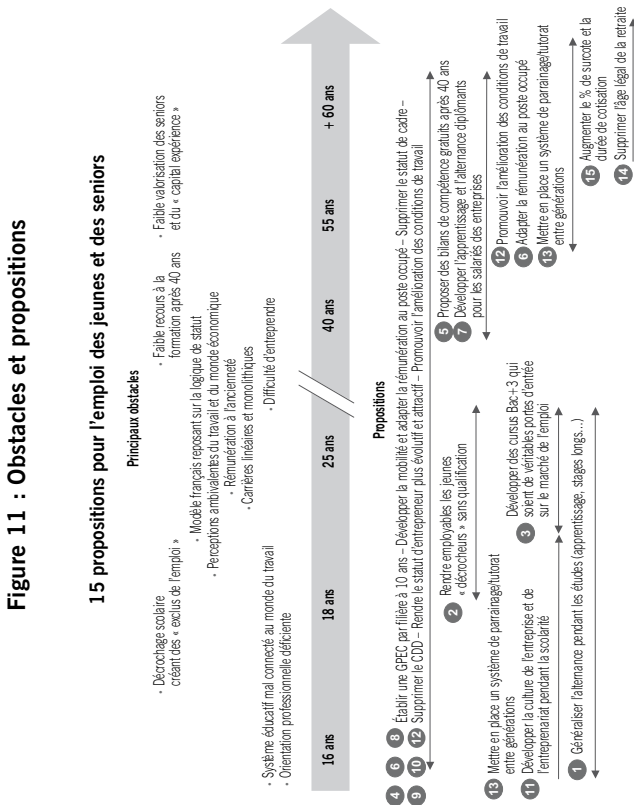 Figure 11 : Obstacles et propositions
15 propositions pour l'emploi des jeunes et des seniors
Principaux obstacles
• Décrochage scolaire
créant des « exclus de l'emploi »
• Faible recours à la
formation après 40 ans
• Faible valorisation des seniors
et du « capital expérience »
• Modèle français reposant sur la logique de statut
• Perceptions ambivalentes du travail et du monde économique
• Rémunération à l'ancienneté
• Carrières linéaires et monolithiques
• Système éducatif mal connecté au monde du travail
• Orientation professionnelle déficiente
• Difficulté d'entreprendre
16 ans
18 ans
25 ans
40 ans
55 ans
+ 60 ans
Propositions
4 6 8 Établir une GPEC par filière à 10 ans – Développer la mobilité et adapter la rémunération au poste occupé – Supprimer le statut de cadre –
9 10 12 Supprimer le CDD – Rendre le statut d'entrepreneur plus évolutif et attractif – Promouvoir l'amélioration des conditions de travail
2 Rendre employables les jeunes
« décrocheurs » sans qualification
5 Proposer des bilans de compétence gratuits après 40 ans
7 Développer l'apprentissage et l'alternance diplômants
pour les salariés des entreprises
13 Mettre en place un système de parrainage/tutorat
entre générations
11 Développer la culture de l'entreprise et de
l'entreprenariat pendant la scolarité
3 Développer des cursus Bac+3 qui
soient de véritables portes d'entrée
sur le marché de l'emploi
12 Promouvoir l'amélioration des conditions de travail
6 Adapter la rémunération au poste occupé
13 Mettre en place un système de parrainage/tutorat
entre générations
1 Généraliser l'alternance pendant les études (apprentissage, stages longs...)
15 Augmenter le % de surcote et la
durée de cotisation
14 Supprimer l'âge légal de la retraite